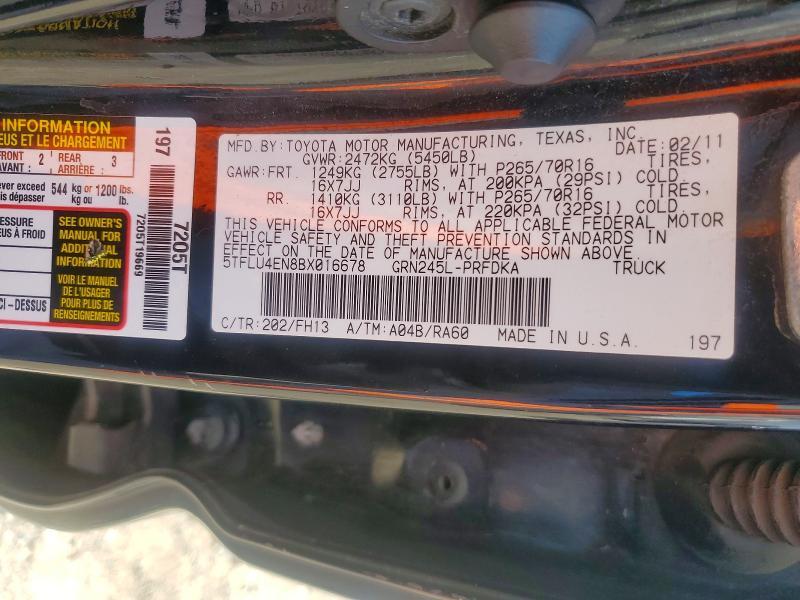 INFORMATION
EUS ET LE CHARGEMENT
FRONT 2 REAR 3
ARRIÈRE :
never exceed 544 kg or 1200 lbs.
dépasser kg ou lb.
PRESSURE
EUS À FROID
SEE OWNER'S
MANUAL FOR
ADDITIONAL
INFORMATION
VOIR LE MANUEL
DE L'USAGER
POUR PLUS DE
RENSEIGNEMENTS
CI-DESSUS
197
7205T
7205T19669
MFD.BY:TOYOTA MOTOR MANUFACTURING, TEXAS, INC.
GVWR:2472KG (5450LB) DATE: 02/11
GAWR:FRT. 1249KG (2755LB) WITH P265/70R16 TIRES,
16X7JJ RIMS, AT 200KPA (29PSI) COLD
RR. 1410KG (3110LB) WITH P265/70R16 TIRES,
16X7JJ RIMS, AT 220KPA (32PSI) COLD.
THIS VEHICLE CONFORMS TO ALL APPLICABLE FEDERAL MOTOR
VEHICLE SAFETY AND THEFT PREVENTION STANDARDS IN
EFFECT ON THE DATE OF MANUFACTURE SHOWN ABOVE.
5TFLU4EN8BX016678 GRN245L-PRFDKA TRUCK
C/TR:202/FH13 A/TM:A04B/RA60 MADE IN U.S.A. 197